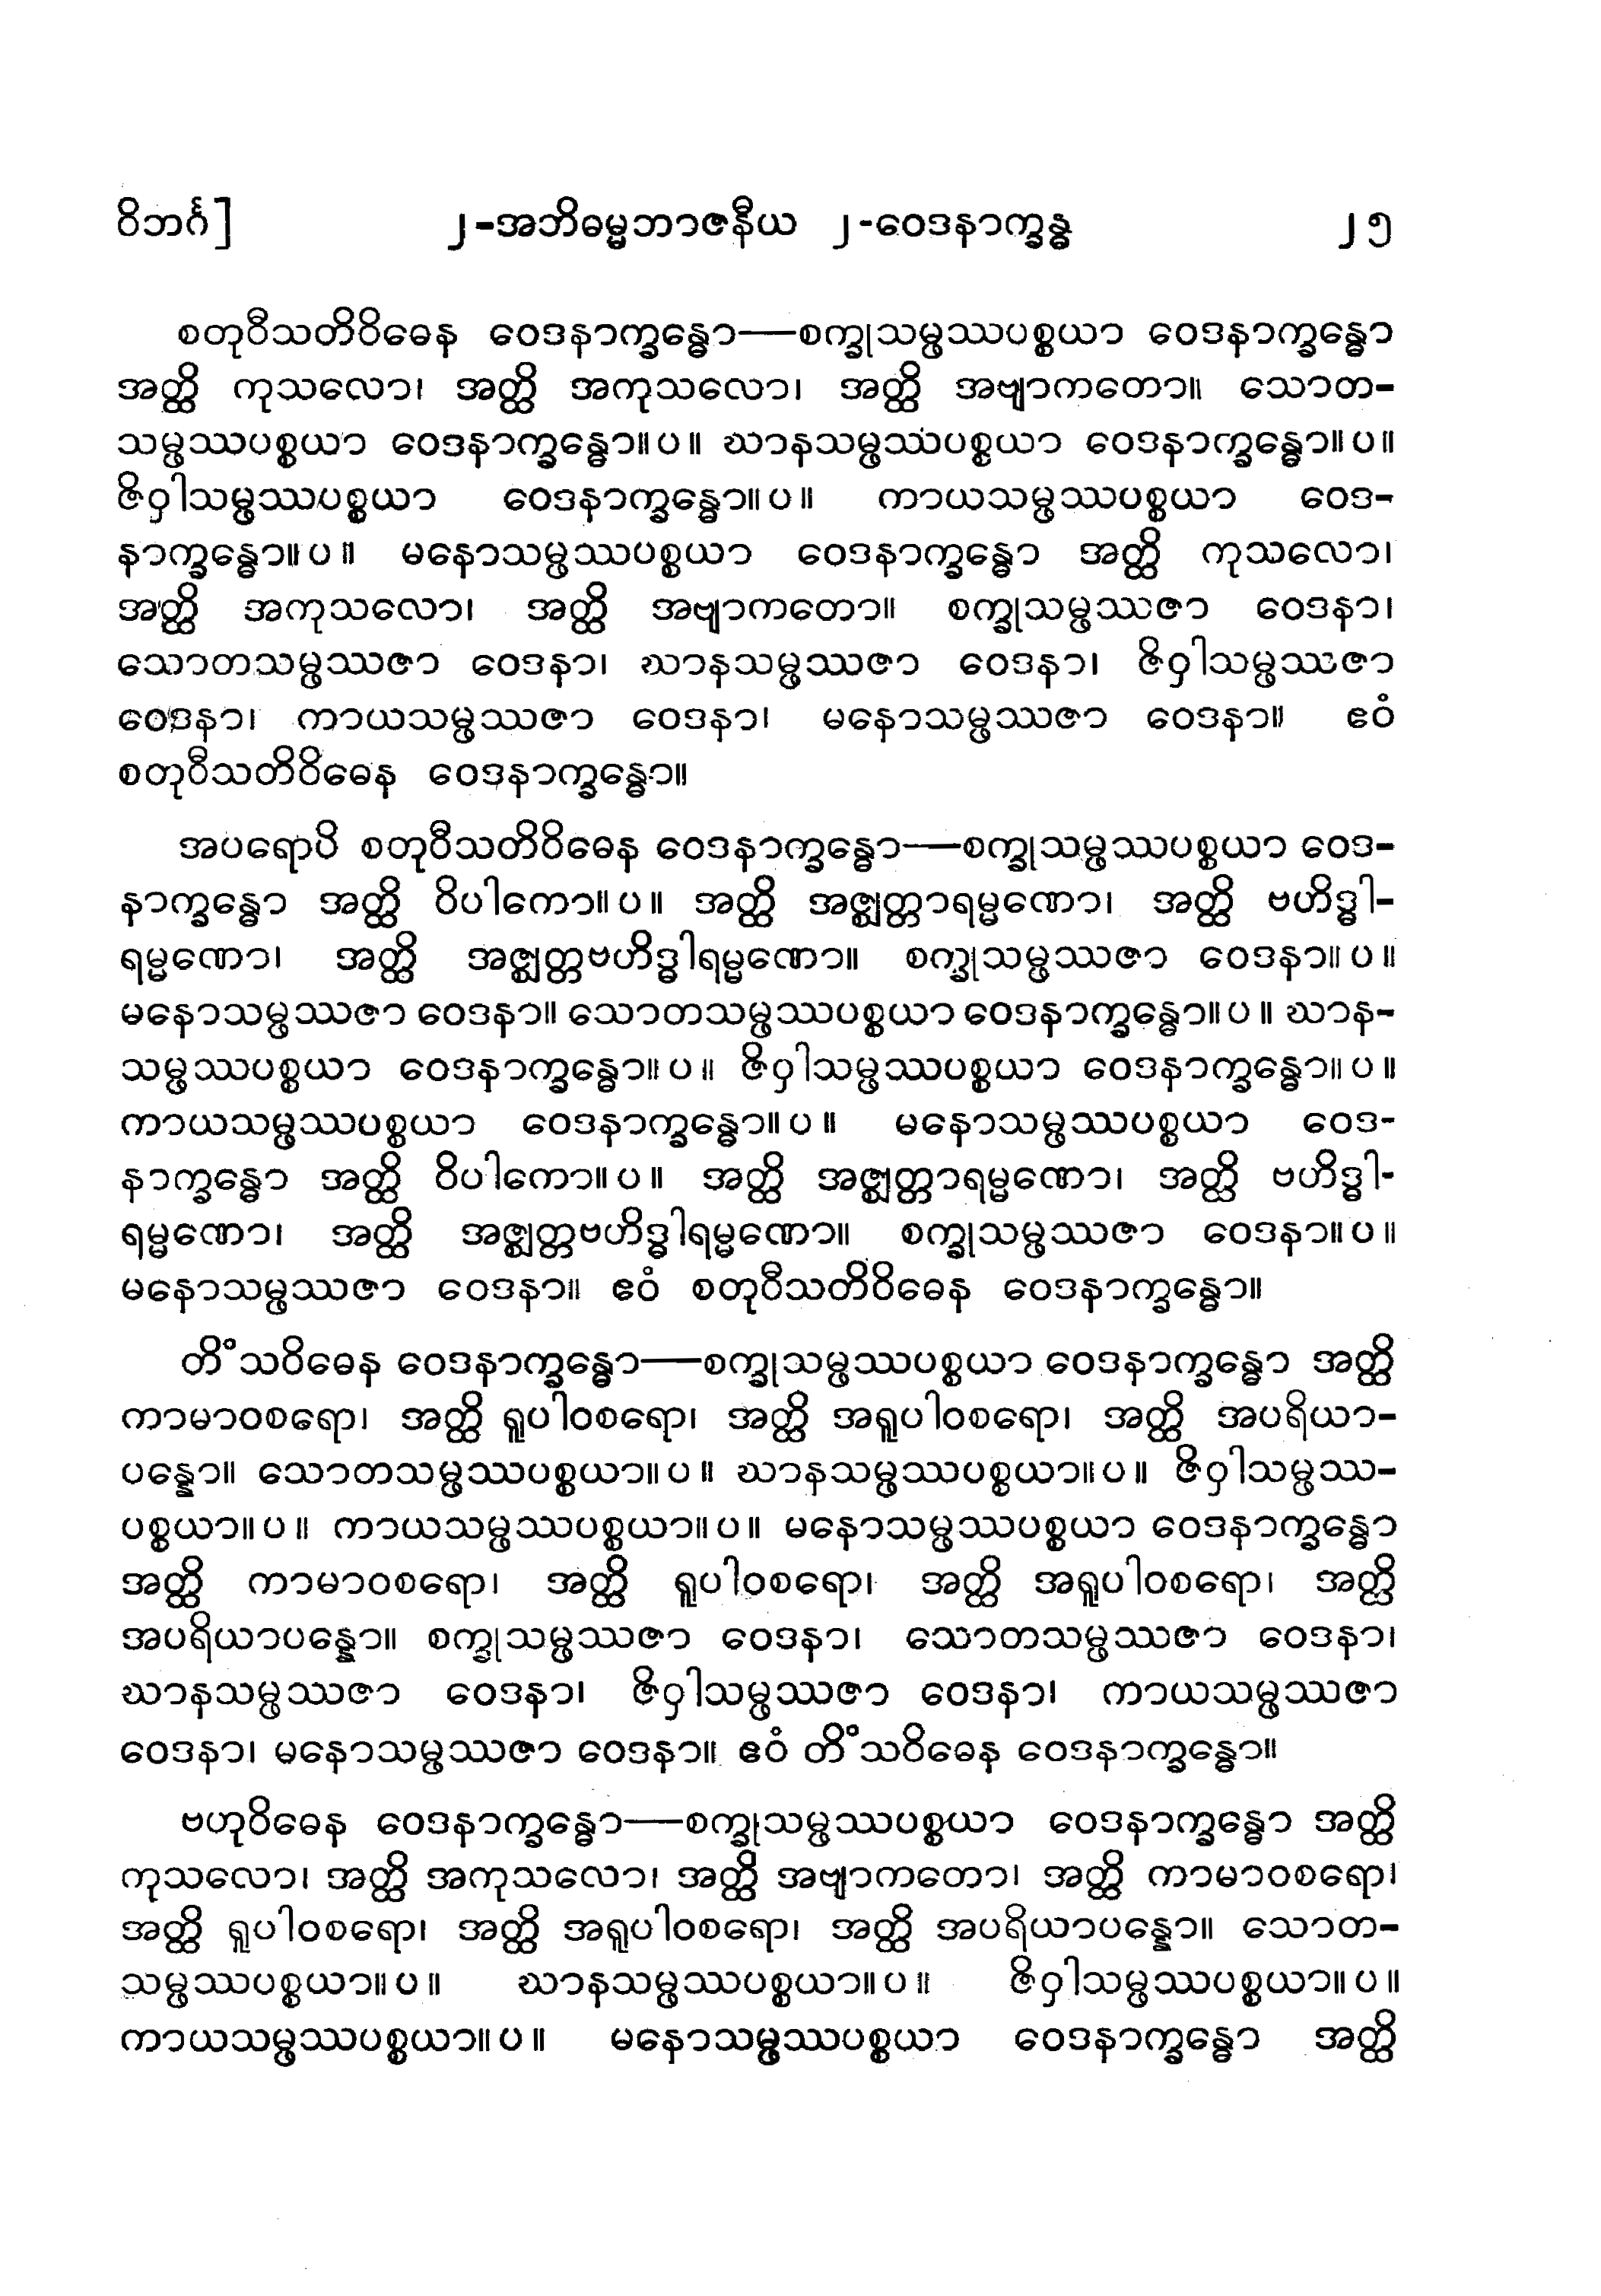 ဝိဘင်္ဂ] ၂-အဘိဓမ္မဘာဇနီယ ၂-ဝေဒနာက္ခန္ဓ ၂၅
စတုဝီသတိဝိဓေန ဝေဒနာက္ခန္ဓော—စက္ခုသမ္ဖဿပစ္စယာ ဝေဒနာက္ခန္ဓော
အတ္ထိ ကုသလော၊ အတ္ထိ အကုသလော၊ အတ္ထိ အဗျာကတော။ သောတ-
သမ္ဖဿပစ္စယာ ဝေဒနာက္ခန္ဓော။ပ။ ဃာနသမ္ဖဿပစ္စယာ ဝေဒနာက္ခန္ဓော။ပ။
ဇိဝှါသမ္ဖဿပစ္စယာ ဝေဒနာက္ခန္ဓော။ပ။ ကာယသမ္ဖဿပစ္စယာ ဝေဒ-
နာက္ခန္ဓော။ပ။ မနောသမ္ဖဿပစ္စယာ ဝေဒနာက္ခန္ဓော အတ္ထိ ကုသလော၊
အတ္ထိ အကုသလော၊ အတ္ထိ အဗျာကတော။ စက္ခုသမ္ဖဿဇာ ဝေဒနာ၊
သောတသမ္ဖဿဇာ ဝေဒနာ၊ ဃာနသမ္ဖဿဇာ ဝေဒနာ၊ ဇိဝှါသမ္ဖဿဇာ
ဝေဒနာ၊ ကာယသမ္ဖဿဇာ ဝေဒနာ၊ မနောသမ္ဖဿဇာ ဝေဒနာ။ ဧဝံ
စတုဝီသတိဝိဓေန ဝေဒနာက္ခန္ဓော။
အပရောပိ စတုဝီသတိဝိဓေန ဝေဒနာက္ခန္ဓော—စက္ခုသမ္ဖဿပစ္စယာ ဝေဒ-
နာက္ခန္ဓော အတ္ထိ ဝိပါကော။ပ။ အတ္ထိ အဇ္ဈတ္တာရမ္မဏော၊ အတ္ထိ ဗဟိဒ္ဓါ-
ရမ္မဏော၊ အတ္ထိ အဇ္ဈတ္တဗဟိဒ္ဓါရမ္မဏော။ စက္ခုသမ္ဖဿဇာ ဝေဒနာ။ပ။
မနောသမ္ဖဿဇာ ဝေဒနာ။ သောတသမ္ဖဿပစ္စယာ ဝေဒနာက္ခန္ဓော။ပ။ ဃာန-
သမ္ဖဿပစ္စယာ ဝေဒနာက္ခန္ဓော။ပ။ ဇိဝှါသမ္ဖဿပစ္စယာ ဝေဒနာက္ခန္ဓော။ပ။
ကာယသမ္ဖဿပစ္စယာ ဝေဒနာက္ခန္ဓော။ပ။ မနောသမ္ဖဿပစ္စယာ ဝေဒ-
နာက္ခန္ဓော အတ္ထိ ဝိပါကော။ပ။ အတ္ထိ အဇ္ဈတ္တာရမ္မဏော၊ အတ္ထိ ဗဟိဒ္ဓါ-
ရမ္မဏော၊ အတ္ထိ အဇ္ဈတ္တဗဟိဒ္ဓါရမ္မဏော။ စက္ခုသမ္ဖဿဇာ ဝေဒနာ။ပ။
မနောသမ္ဖဿဇာ ဝေဒနာ။ ဧဝံ စတုဝီသတိဝိဓေန ဝေဒနာက္ခန္ဓော။
တိံသဝိဓေန ဝေဒနာက္ခန္ဓော—စက္ခုသမ္ဖဿပစ္စယာ ဝေဒနာက္ခန္ဓော အတ္ထိ
ကာမာဝစရော၊ အတ္ထိ ရူပါဝစရော၊ အတ္ထိ အရူပါဝစရော၊ အတ္ထိ အပရိယာ-
ပန္နော။ သောတသမ္ဖဿပစ္စယာ။ပ။ ဃာနသမ္ဖဿပစ္စယာ။ပ။ ဇိဝှါသမ္ဖဿ-
ပစ္စယာ။ပ။ ကာယသမ္ဖဿပစ္စယာ။ပ။ မနောသမ္ဖဿပစ္စယာ ဝေဒနာက္ခန္ဓော
အတ္ထိ ကာမာဝစရော၊ အတ္ထိ ရူပါဝစရော၊ အတ္ထိ အရူပါဝစရော၊ အတ္ထိ
အပရိယာပန္နော။ စက္ခုသမ္ဖဿဇာ ဝေဒနာ၊ သောတသမ္ဖဿဇာ ဝေဒနာ၊
ဃာနသမ္ဖဿဇာ ဝေဒနာ၊ ဇိဝှါသမ္ဖဿဇာ ဝေဒနာ၊ ကာယသမ္ဖဿဇာ
ဝေဒနာ၊ မနောသမ္ဖဿဇာ ဝေဒနာ။ ဧဝံ တိံသဝိဓေန ဝေဒနာက္ခန္ဓော။
ဗဟုဝိဓေန ဝေဒနာက္ခန္ဓော—စက္ခုသမ္ဖဿပစ္စယာ ဝေဒနာက္ခန္ဓော အတ္ထိ
ကုသလော၊ အတ္ထိ အကုသလော၊ အတ္ထိ အဗျာကတော၊ အတ္ထိ ကာမာဝစရော၊
အတ္ထိ ရူပါဝစရော၊ အတ္ထိ အရူပါဝစရော၊ အတ္ထိ အပရိယာပန္နော။ သောတ-
သမ္ဖဿပစ္စယာ။ပ။ ဃာနသမ္ဖဿပစ္စယာ။ပ။ ဇိဝှါသမ္ဖဿပစ္စယာ။ပ။
ကာယသမ္ဖဿပစ္စယာ။ပ။ မနောသမ္ဖဿပစ္စယာ ဝေဒနာက္ခန္ဓော အတ္ထိ